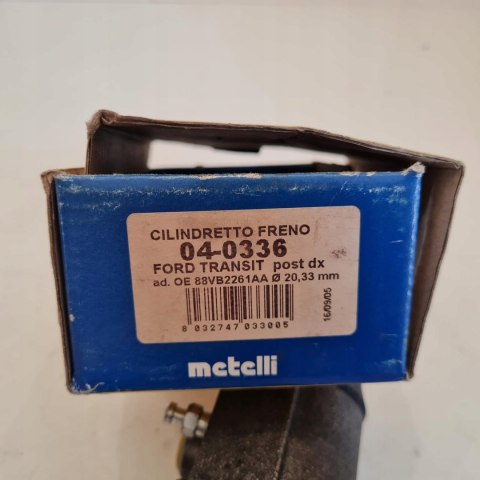 CILINDRETTO FRENO
04-0336
FORD TRANSIT post dx
ad. OE 88VB2261AA Ø 20,33 mm
8 032747 033005
16/09/05
metelli